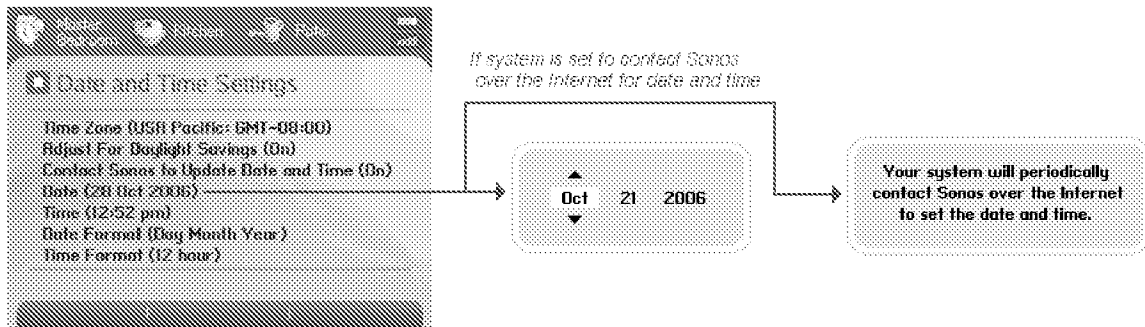 Master
Bedroom
Kitchen
Date and Time Settings
Time Zone (USA Pacific: GMT-08:00)
Adjust For Daylight Savings (On)
Contact Sonos to Update Date and Time (On)
Date (28 Oct 2006)
Time (12:52 pm)
Date Format (Day Month Year)
Time Format (12 hour)
If system is set to contact Sonos
over the Internet for date and time
Oct 21 2006
Your system will periodically
contact Sonos over the Internet
to set the date and time.